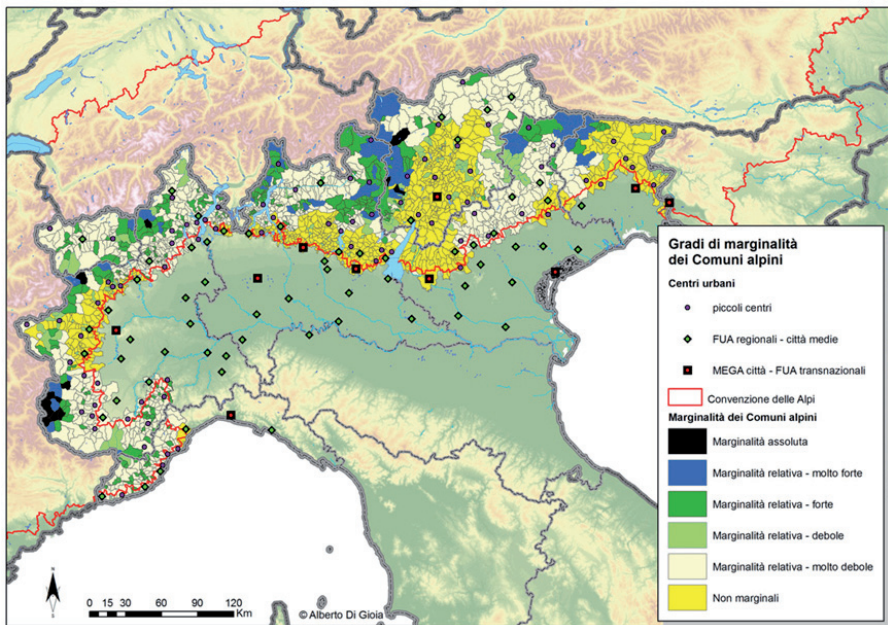 Gradi di marginalità
dei Comuni alpini
Centri urbani
piccoli centri
FUA regionali - città medie
MEGA città - FUA transnazionali
Convenzione delle Alpi
Marginalità dei Comuni alpini
Marginalità assoluta
Marginalità relativa - molto forte
Marginalità relativa - forte
Marginalità relativa - debole
Marginalità relativa - molto debole
Non marginali
N
0 15 30 60 90 120
Km
© Alberto Di Gioia